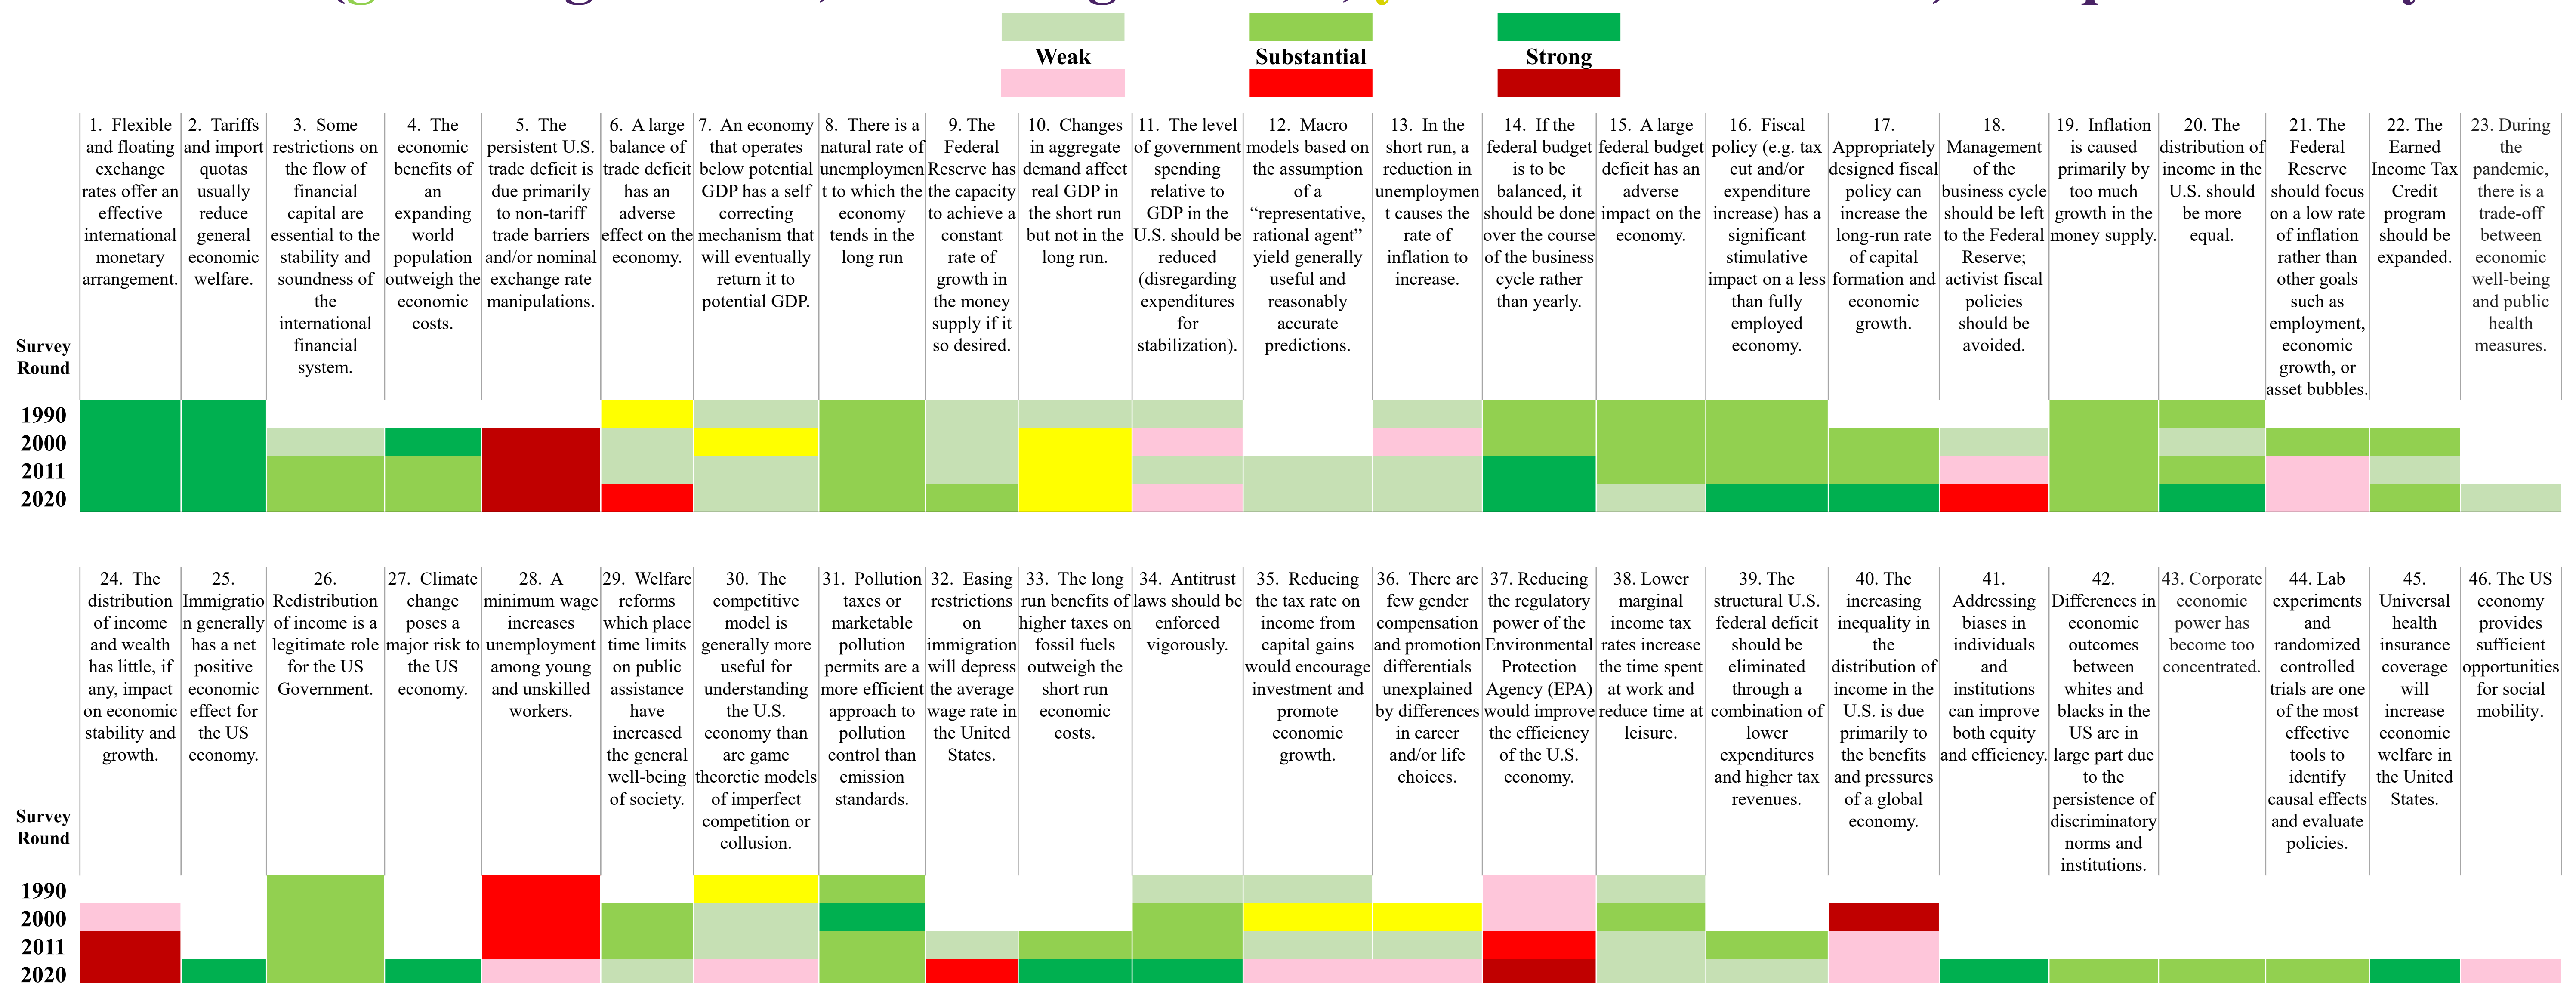 Weak Substantial Strong
Survey
Round
1. Flexible
and floating
exchange
rates offer an
effective
international
monetary
arrangement.
2. Tariffs
and import
quotas
usually
reduce
general
economic
welfare.
3. Some
restrictions on
the flow of
financial
capital are
essential to the
stability and
soundness of
the
international
financial
system.
4. The
economic
benefits of
an
expanding
world
population
outweigh the
economic
costs.
5. The
persistent U.S.
trade deficit is
due primarily
to non-tariff
trade barriers
and/or nominal
exchange rate
manipulations.
6. A large
balance of
trade deficit
has an
adverse
effect on the
economy.
7. An economy
that operates
below potential
GDP has a self
correcting
mechanism that
will eventually
return it to
potential GDP.
8. There is a
natural rate of
unemploymen
t to which the
economy
tends in the
long run
9. The
Federal
Reserve has
the capacity
to achieve a
constant
rate of
growth in
the money
supply if it
so desired.
10. Changes
in aggregate
demand affect
real GDP in
the short run
but not in the
long run.
11. The level
of government
spending
relative to
GDP in the
U.S. should be
reduced
(disregarding
expenditures
for
stabilization).
12. Macro
models based on
the assumption
of a
“representative,
rational agent”
yield generally
useful and
reasonably
accurate
predictions.
13. In the
short run, a
reduction in
unemploymen
t causes the
rate of
inflation to
increase.
14. If the
federal budget
is to be
balanced, it
should be done
over the course
of the business
cycle rather
than yearly.
15. A large
federal budget
deficit has an
adverse
impact on the
economy.
16. Fiscal
policy (e.g. tax
cut and/or
expenditure
increase) has a
significant
stimulative
impact on a less
than fully
employed
economy.
17.
Appropriately
designed fiscal
policy can
increase the
long-run rate
of capital
formation and
economic
growth.
18.
Management
of the
business cycle
should be left
to the Federal
Reserve;
activist fiscal
policies
should be
avoided.
19. Inflation
is caused
primarily by
too much
growth in the
money supply.
20. The
distribution of
income in the
U.S. should
be more
equal.
21. The
Federal
Reserve
should focus
on a low rate
of inflation
rather than
other goals
such as
employment,
economic
growth, or
asset bubbles.
22. The
Earned
Income Tax
Credit
program
should be
expanded.
23. During
the
pandemic,
there is a
trade-off
between
economic
well-being
and public
health
measures.
1990
2000
2011
2020
Survey
Round
24. The
distribution
of income
and wealth
has little, if
any, impact
on economic
stability and
growth.
25.
Immigratio
n generally
has a net
positive
economic
effect for
the US
economy.
26.
Redistribution
of income is a
legitimate role
for the US
Government.
27. Climate
change
poses a
major risk to
the US
economy.
28. A
minimum wage
increases
unemployment
among young
and unskilled
workers.
29. Welfare
reforms
which place
time limits
on public
assistance
have
increased
the general
well-being
of society.
30. The
competitive
model is
generally more
useful for
understanding
the U.S.
economy than
are game
theoretic models
of imperfect
competition or
collusion.
31. Pollution
taxes or
marketable
pollution
permits are a
more efficient
approach to
pollution
control than
emission
standards.
32. Easing
restrictions
on
immigration
will depress
the average
wage rate in
the United
States.
33. The long
run benefits of
higher taxes on
fossil fuels
outweigh the
short run
economic
costs.
34. Antitrust
laws should be
enforced
vigorously.
35. Reducing
the tax rate on
income from
capital gains
would encourage
investment and
promote
economic
growth.
36. There are
few gender
compensation
and promotion
differentials
unexplained
by differences
in career
and/or life
choices.
37. Reducing
the regulatory
power of the
Environmental
Protection
Agency (EPA)
would improve
the efficiency
of the U.S.
economy.
38. Lower
marginal
income tax
rates increase
the time spent
at work and
reduce time at
leisure.
39. The
structural U.S.
federal deficit
should be
eliminated
through a
combination of
lower
expenditures
and higher tax
revenues.
40. The
increasing
inequality in
the
distribution of
income in the
U.S. is due
primarily to
the benefits
and pressures
of a global
economy.
41.
Addressing
biases in
individuals
and
institutions
can improve
both equity
and efficiency.
42.
Differences in
economic
outcomes
between
whites and
blacks in the
US are in
large part due
to the
persistence of
discriminatory
norms and
institutions.
43. Corporate
economic
power has
become too
concentrated.
44. Lab
experiments
and
randomized
controlled
trials are one
of the most
effective
tools to
identify
causal effects
and evaluate
policies.
45.
Universal
health
insurance
coverage
will
increase
economic
welfare in
the United
States.
46. The US
economy
provides
sufficient
opportunities
for social
mobility.
1990
2000
2011
2020